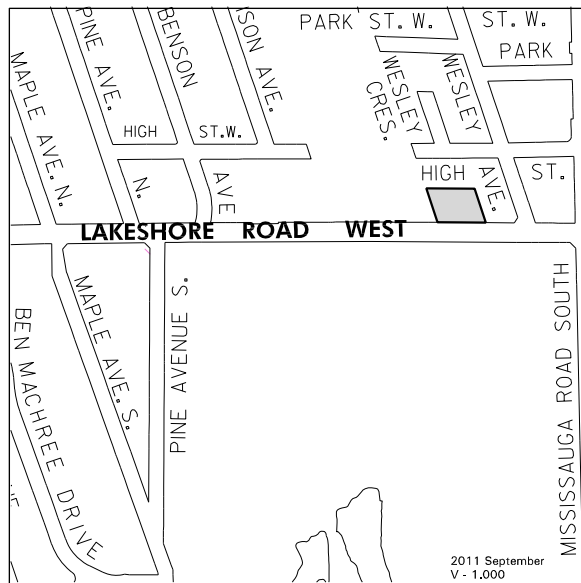 PARK ST. W.
ST. W.
PARK
MAPLE AVE. N.
PINE AVE.
N.
BENSON
AVE
ISON AVE.
WESLEY
CRES.
WESLEY
AVE.
HIGH ST.W.
HIGH ST.
LAKESHORE ROAD WEST
BEN MACHREE DRIVE
MAPLE AVE. S.
PINE AVENUE S.
MISSISSAUGA ROAD SOUTH
2011 September
V - 1.000